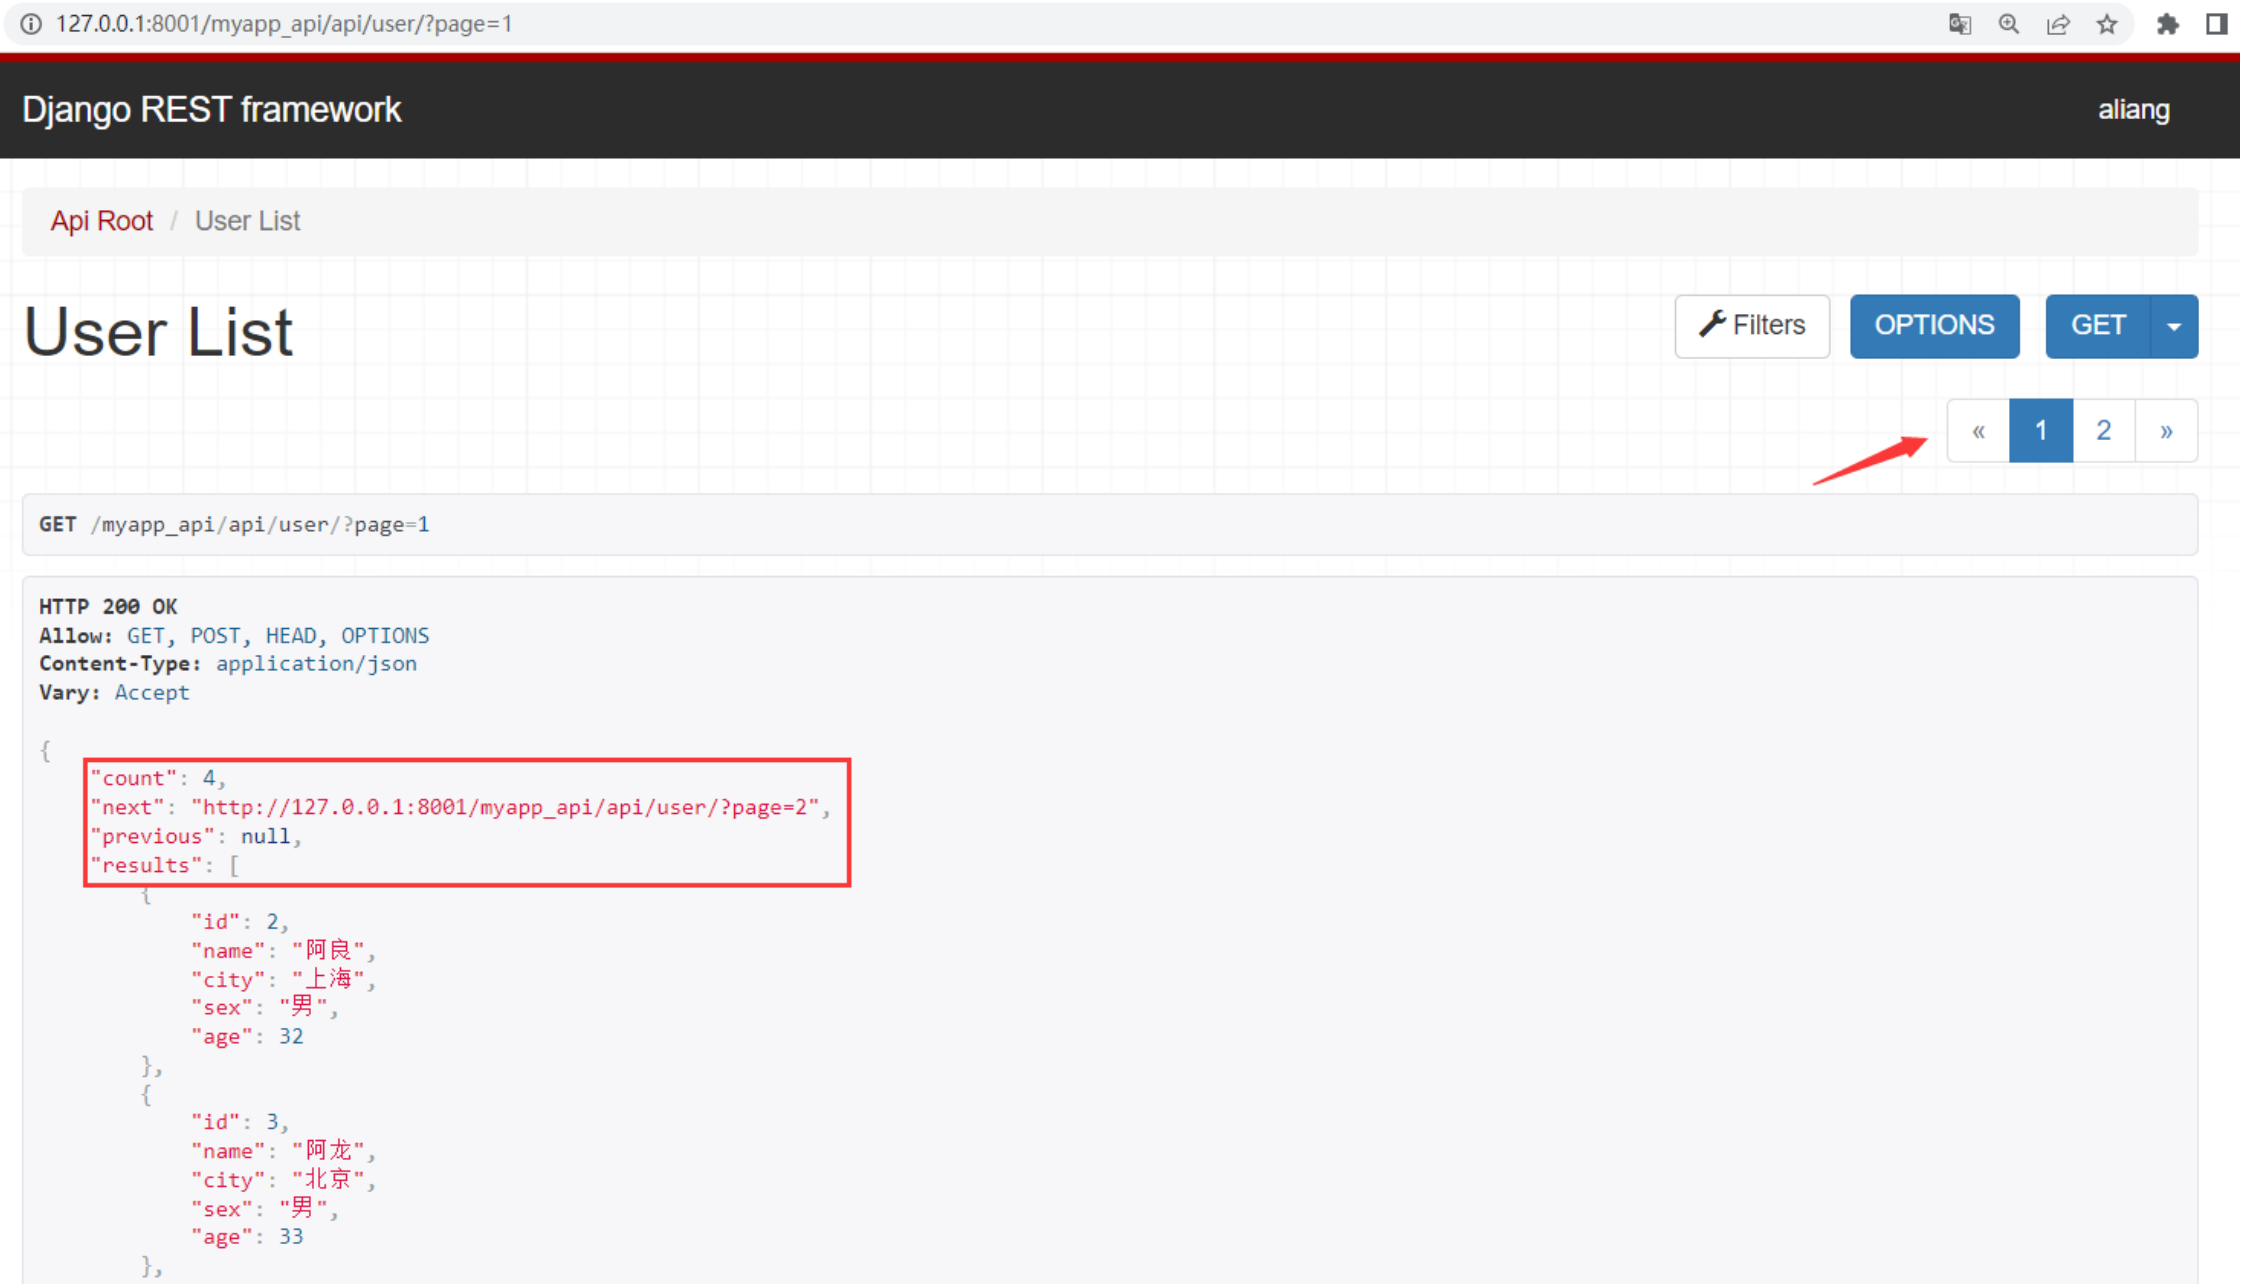 127.0.0.1:8001/myapp_api/api/user/?page=1
Django REST framework
aliang
Api Root / User List
User List
Filters
OPTIONS
GET
« 1 2 »
GET /myapp_api/api/user/?page=1
HTTP 200 OK
Allow: GET, POST, HEAD, OPTIONS
Content-Type: application/json
Vary: Accept
{
"count": 4,
"next": "http://127.0.0.1:8001/myapp_api/api/user/?page=2",
"previous": null,
"results": [
{
"id": 2,
"name": "阿良",
"city": "上海",
"sex": "男",
"age": 32
},
{
"id": 3,
"name": "阿龙",
"city": "北京",
"sex": "男",
"age": 33
},